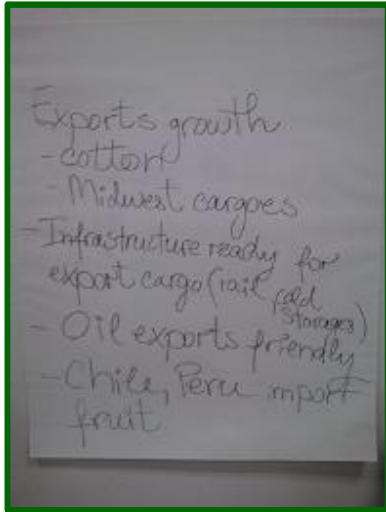 Exports growth
- cotton
- Midwest cargoes
- Infrastructure ready for
export cargo (rail, cold
storages)
- Oil exports friendly
- Chile, Peru import
fruit